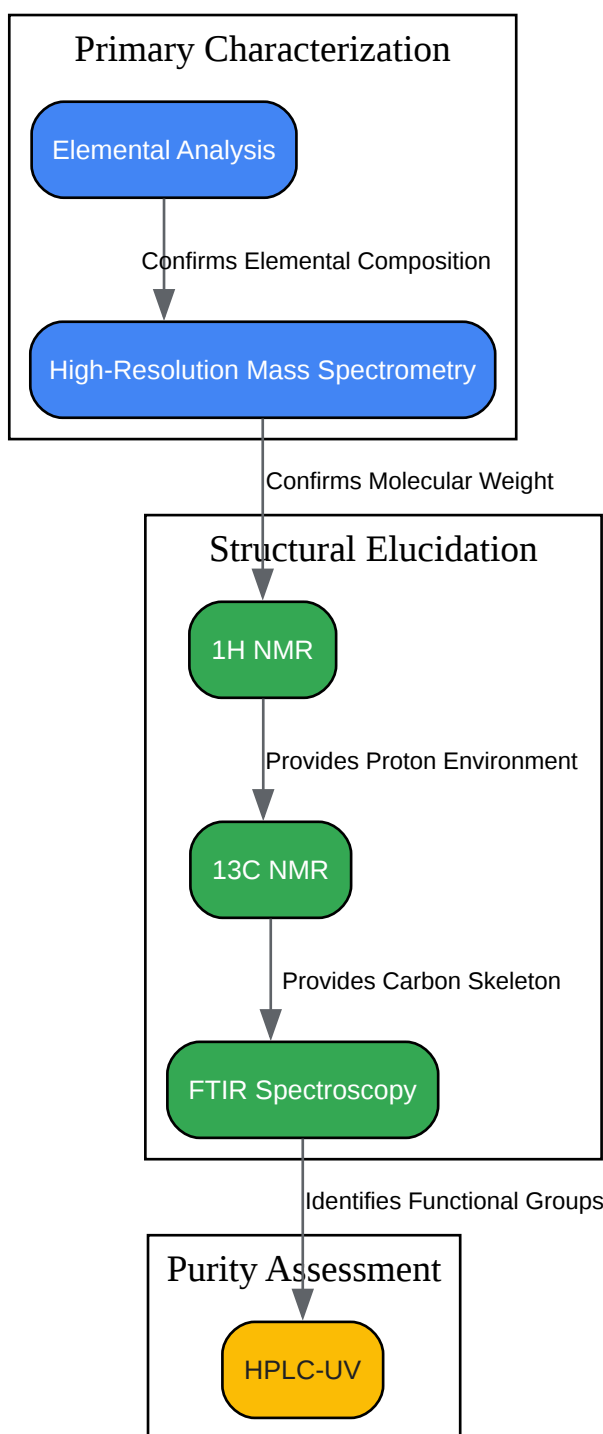 Primary Characterization
Elemental Analysis
Confirms Elemental Composition
High-Resolution Mass Spectrometry
Confirms Molecular Weight
Structural Elucidation
1H NMR
Provides Proton Environment
13C NMR
Provides Carbon Skeleton
FTIR Spectroscopy
Identifies Functional Groups
Purity Assessment
HPLC-UV